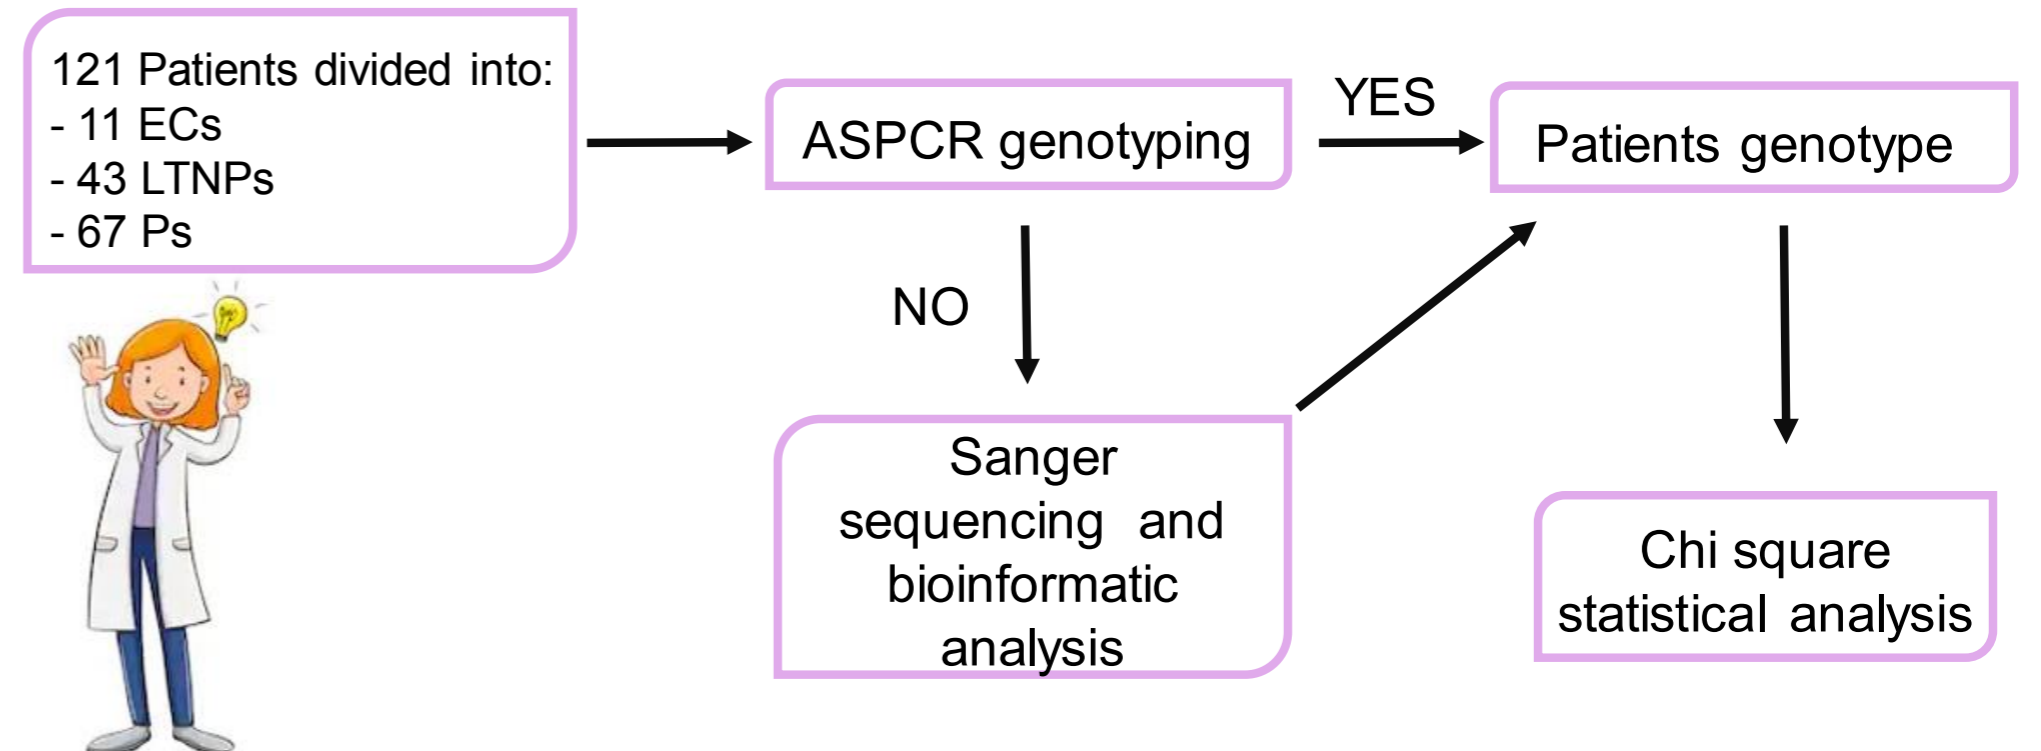 121 Patients divided into:
- 11 ECs
- 43 LTNPs
- 67 Ps
ASPCR genotyping
YES
Patients genotype
NO
Sanger
sequencing and
bioinformatic
analysis
Chi square
statistical analysis